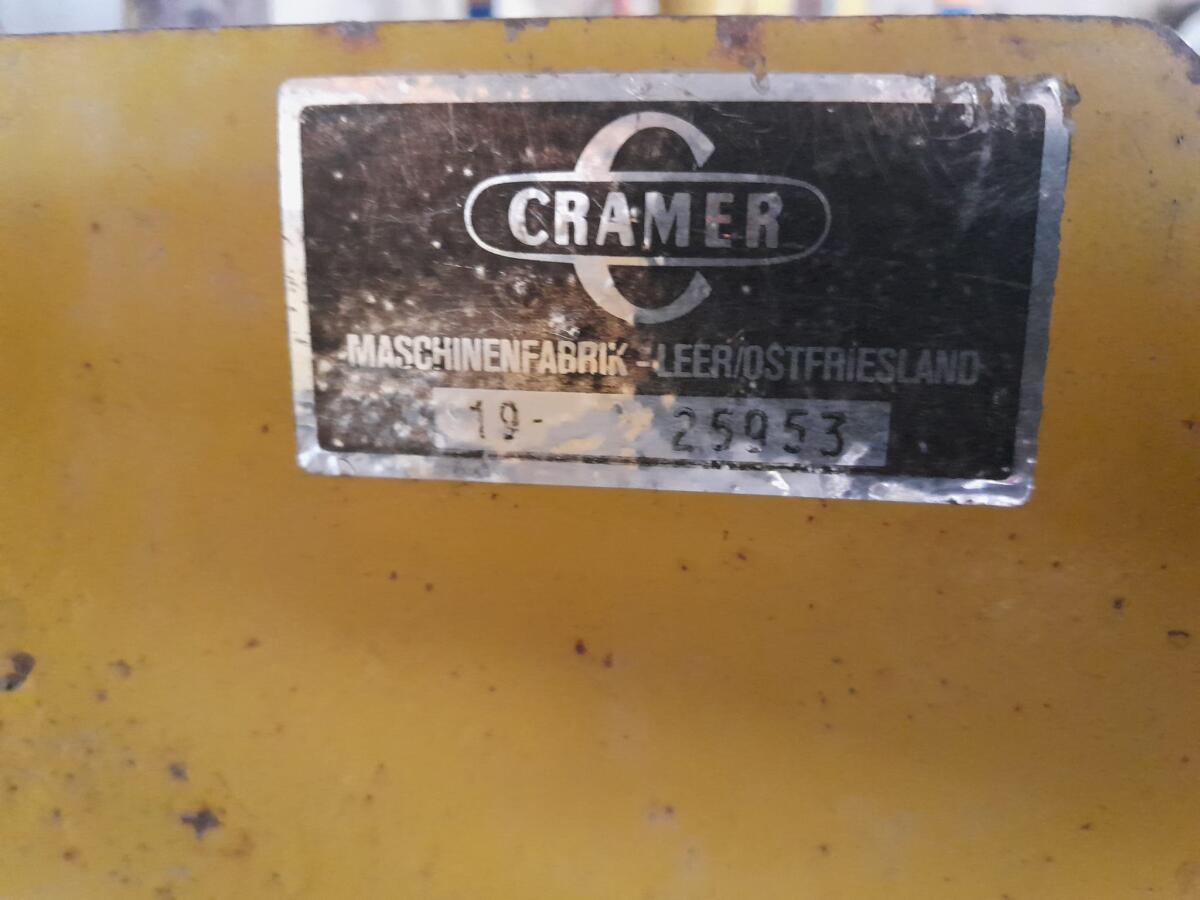 CRAMER
MASCHINENFABRIK - LEER/OSTFRIESLAND
19- 25953